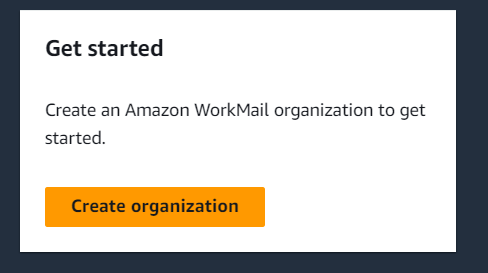 Get started
Create an Amazon WorkMail organization to get
started.
Create organization